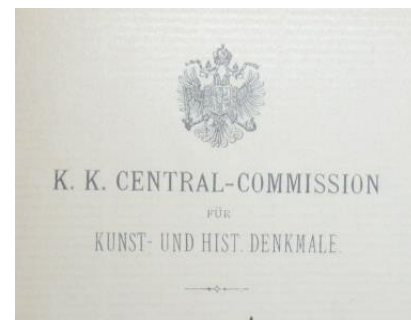 K. K. CENTRAL-COMMISSION
FÜR
KUNST- UND HIST. DENKMALE.